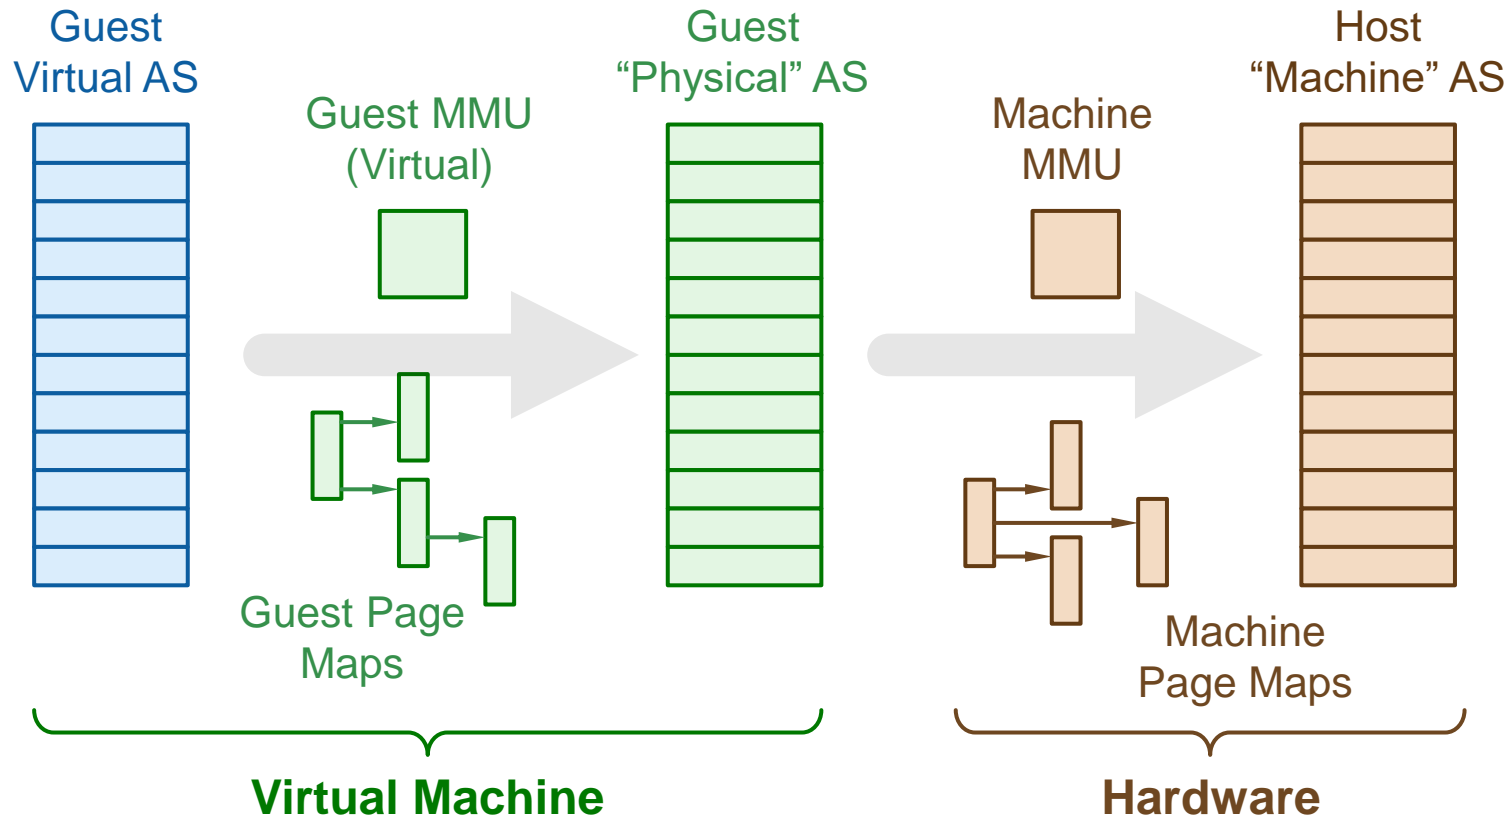 Guest
Virtual AS
Guest MMU
(Virtual)
Guest
“Physical” AS
Machine
MMU
Host
“Machine” AS
Guest Page
Maps
Machine
Page Maps
Virtual Machine
Hardware